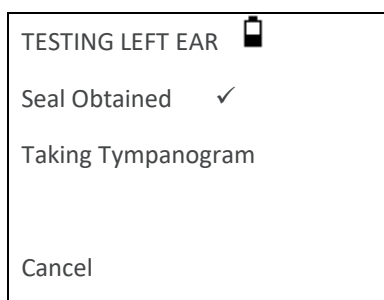 TESTING LEFT EAR
Seal Obtained ✓
Taking Tympanogram
Cancel